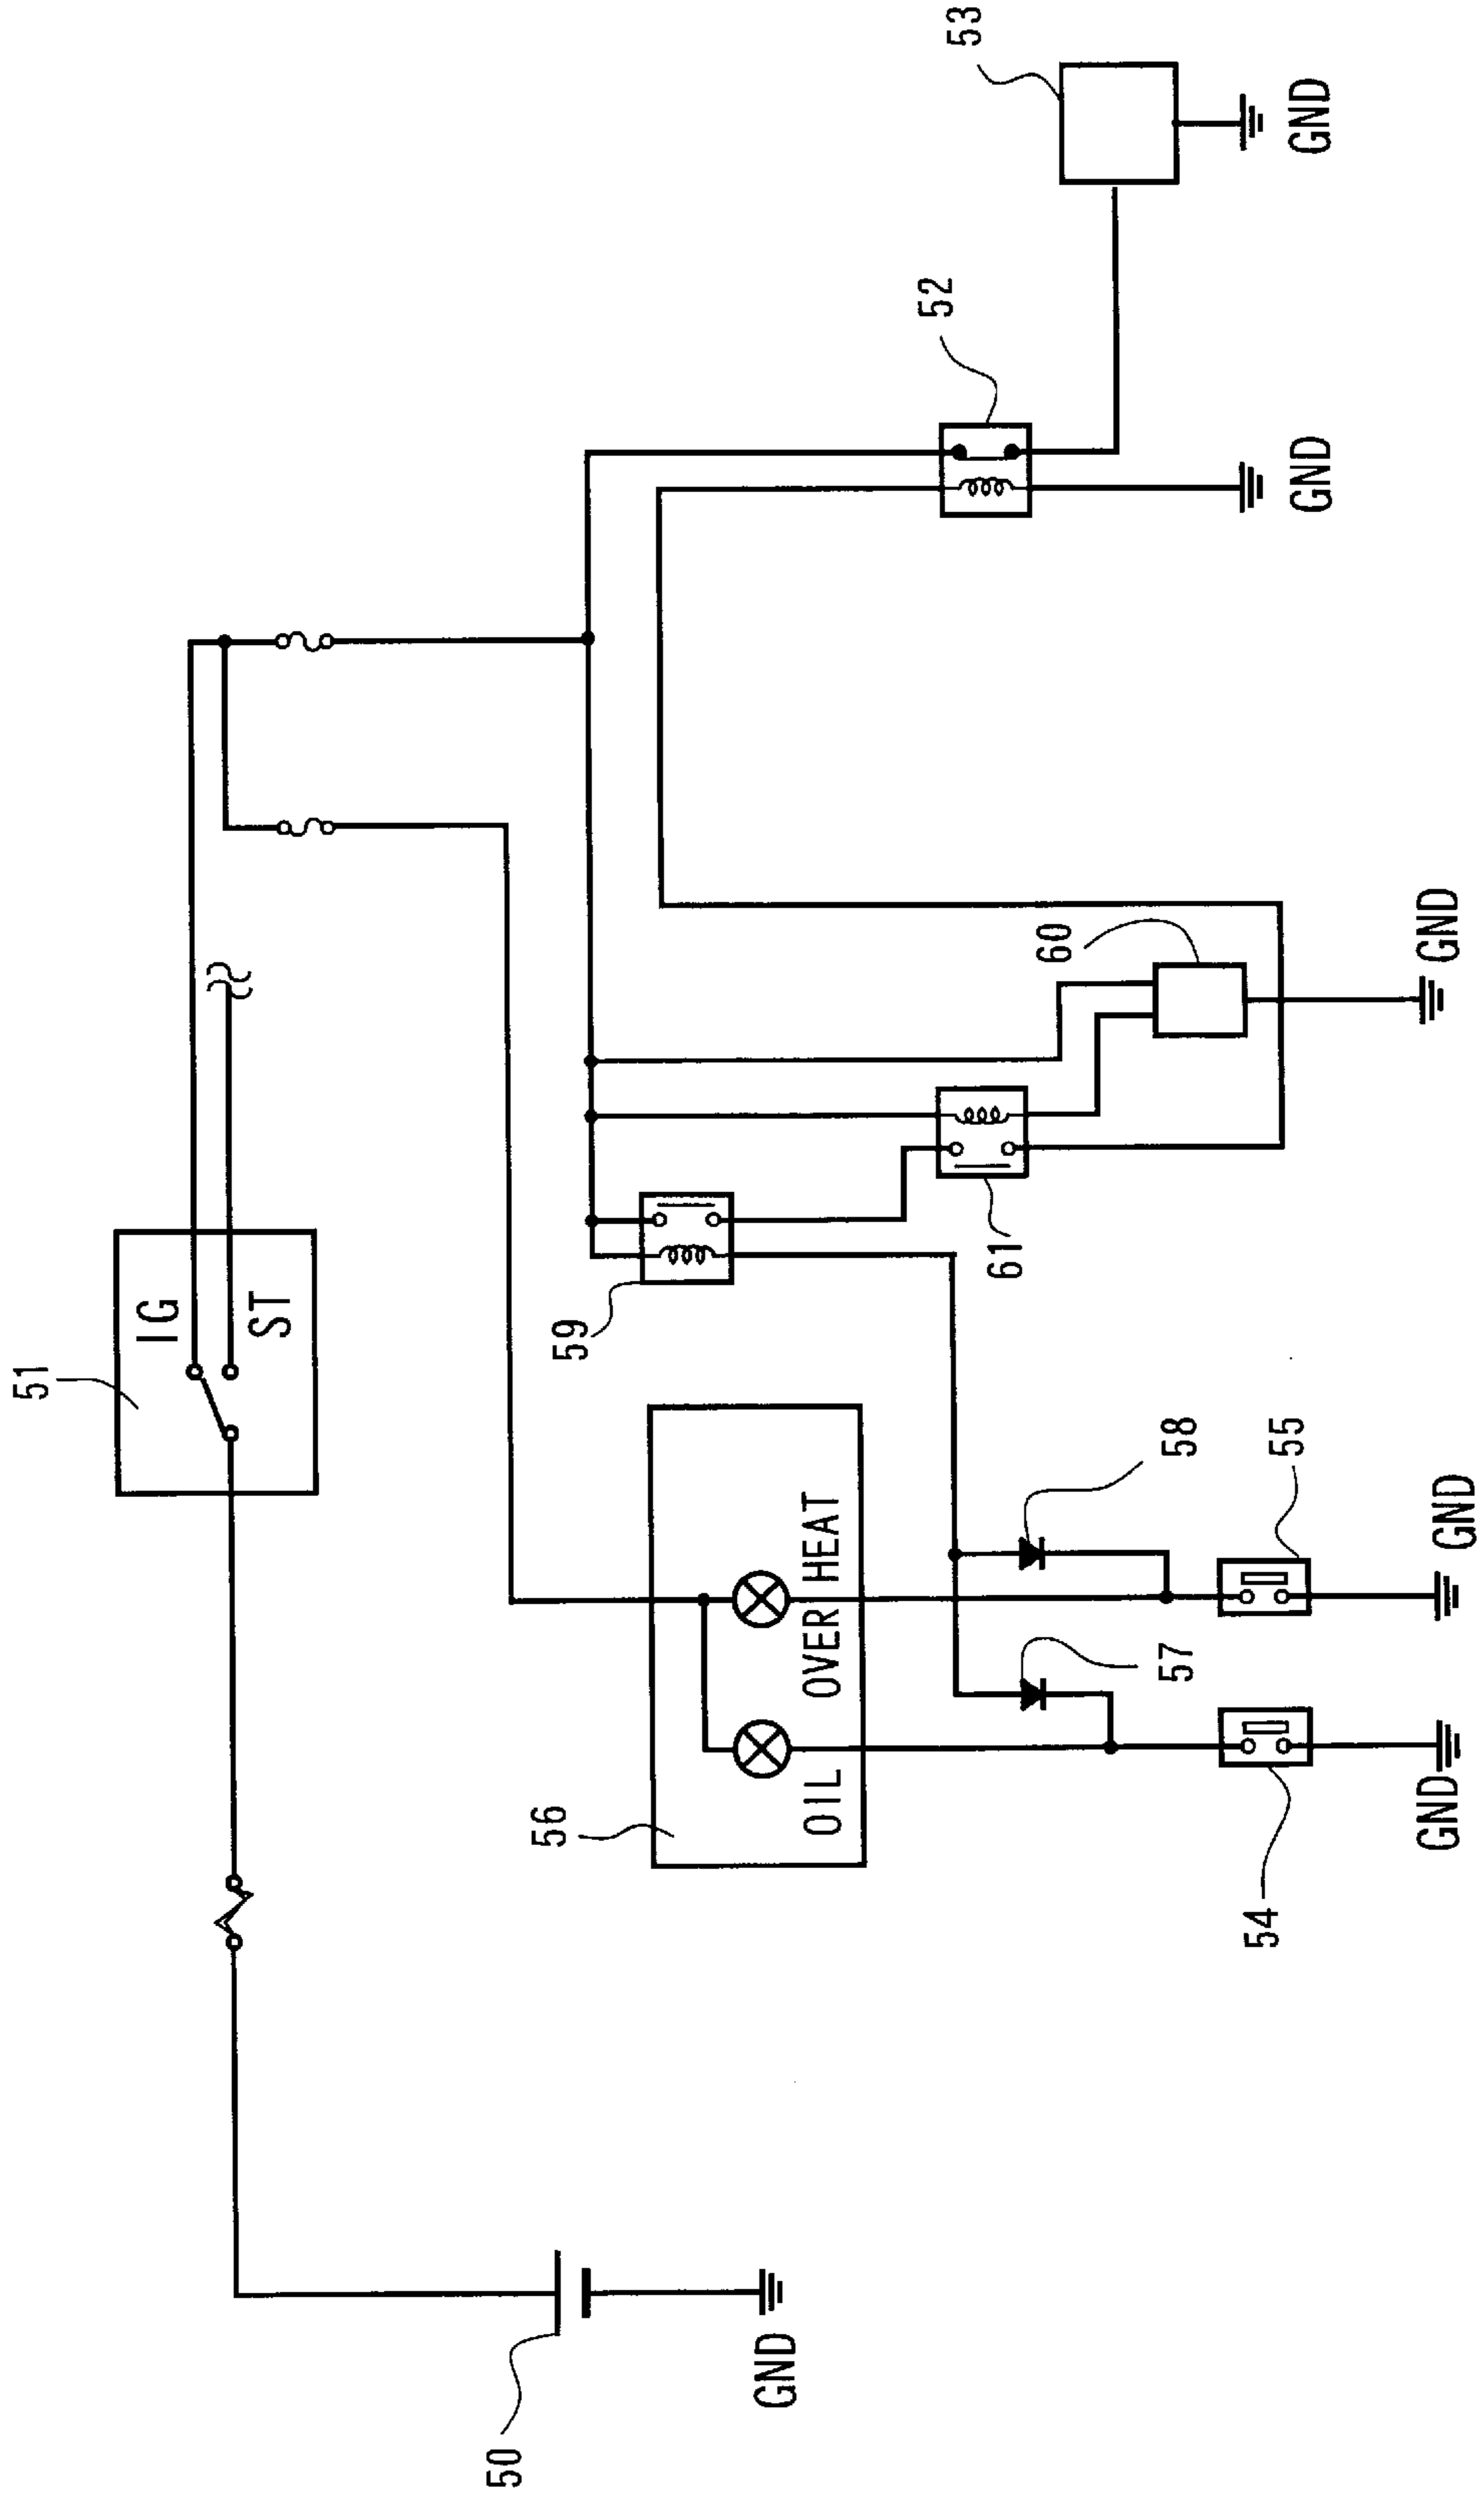 51
IG
ST
53
52
GND
GND
59
61
60
GND
56
OIL
OVER HEAT
57
58
54
55
GND
GND
50
GND